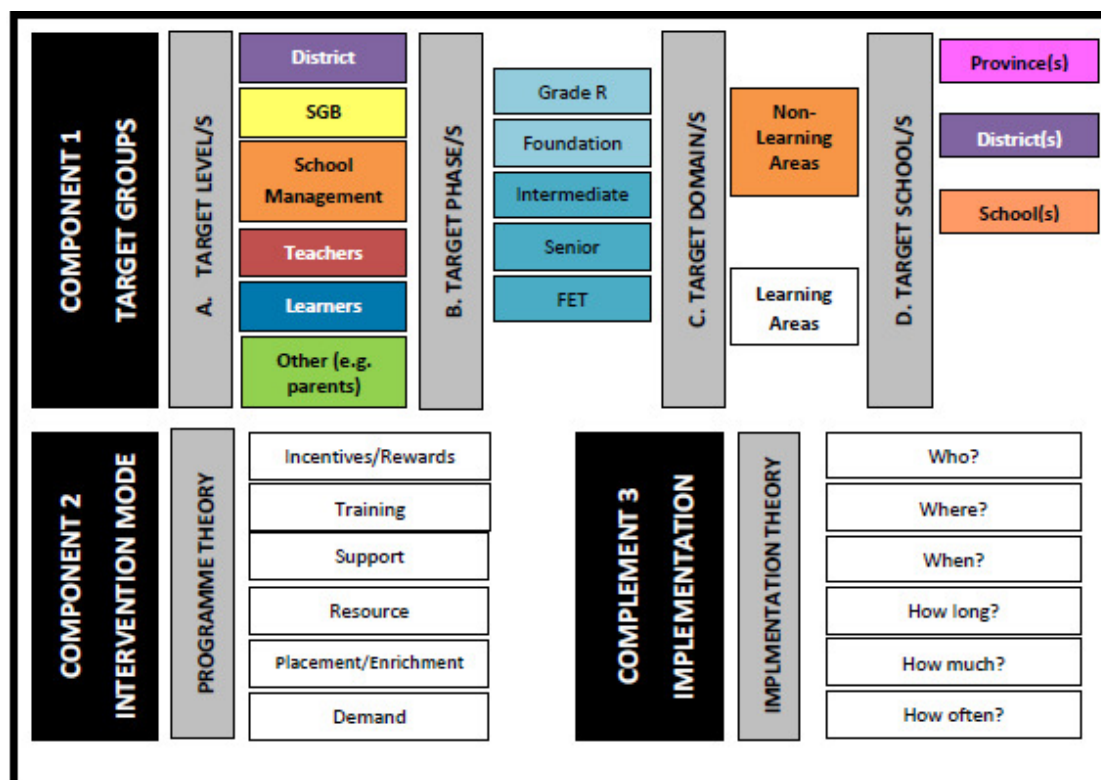 COMPONENT 1
TARGET GROUPS
A. TARGET LEVEL/S
District
SGB
School
Management
Teachers
Learners
Other (e.g.
parents)
B. TARGET PHASE/S
Grade R
Foundation
Intermediate
Senior
FET
C. TARGET DOMAIN/S
Non-
Learning
Areas
Learning
Areas
D. TARGET SCHOOL/S
Province(s)
District(s)
School(s)
COMPONENT 2
INTERVENTION MODE
PROGRAMME THEORY
Incentives/Rewards
Training
Support
Resource
Placement/Enrichment
Demand
COMPLEMENT 3
IMPLEMENTATION
IMPLMENTATION THEORY
Who?
Where?
When?
How long?
How much?
How often?